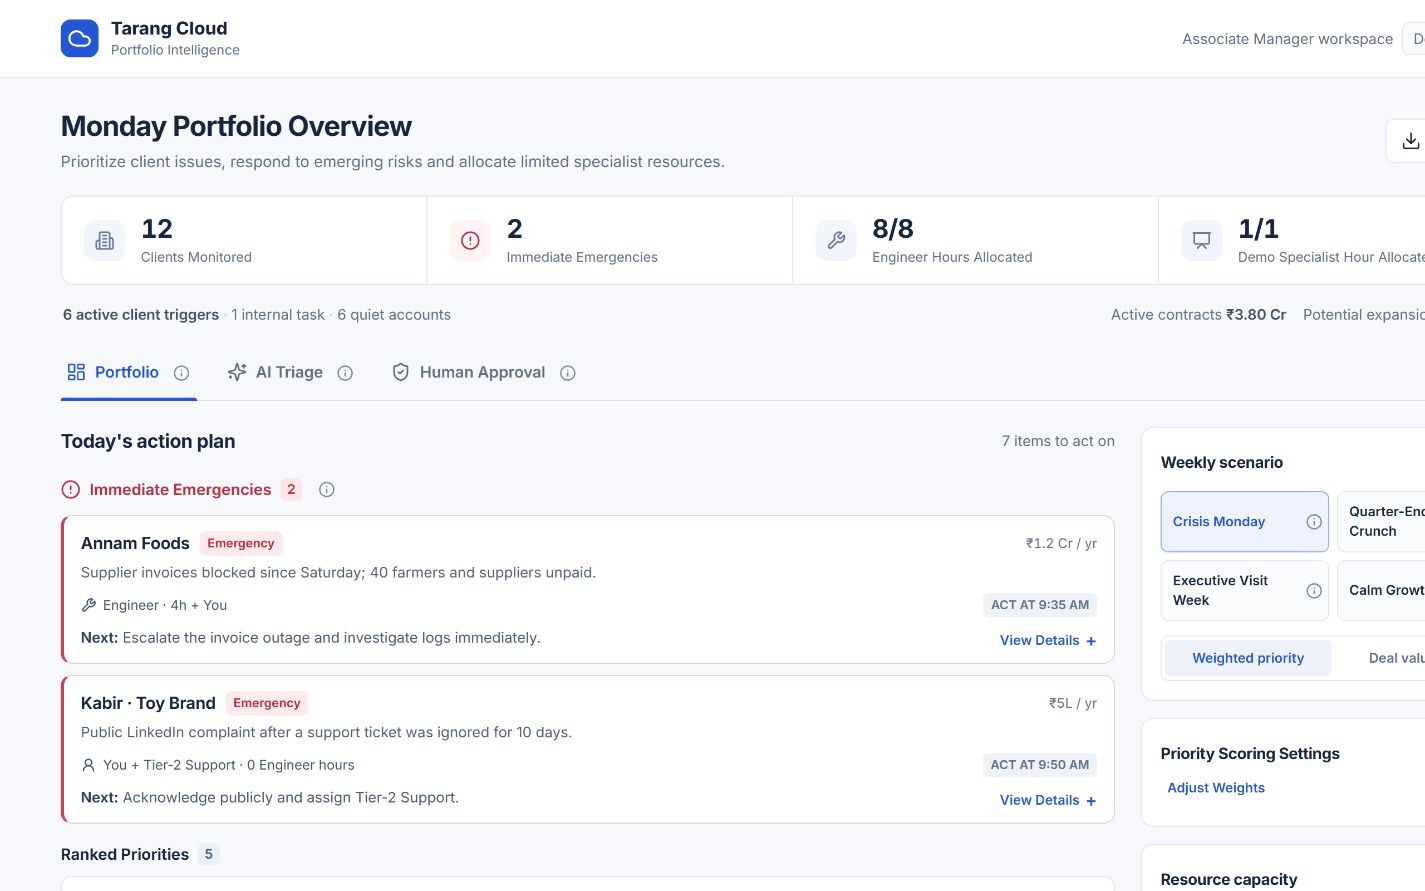 Tarang Cloud
Portfolio Intelligence
Associate Manager workspace
Monday Portfolio Overview
Prioritize client issues, respond to emerging risks and allocate limited specialist resources.
12
Clients Monitored
2
Immediate Emergencies
8/8
Engineer Hours Allocated
1/1
Demo Specialist Hour
6 active client triggers · 1 internal task · 6 quiet accounts
Active contracts ₹3.80 Cr Potential
Portfolio
AI Triage
Human Approval
Today's action plan
7 items to act on
Immediate Emergencies 2
Annam Foods Emergency
₹1.2 Cr / yr
Supplier invoices blocked since Saturday; 40 farmers and suppliers unpaid.
Engineer · 4h + You
ACT AT 9:35 AM
Next: Escalate the invoice outage and investigate logs immediately.
View Details +
Kabir · Toy Brand Emergency
₹5L / yr
Public LinkedIn complaint after a support ticket was ignored for 10 days.
You + Tier-2 Support · 0 Engineer hours
ACT AT 9:50 AM
Next: Acknowledge publicly and assign Tier-2 Support.
View Details +
Ranked Priorities 5
Weekly scenario
Crisis Monday
Quarter-End
Crunch
Executive Visit
Week
Calm
Weighted priority
Deal
Priority Scoring Settings
Adjust Weights
Resource capacity